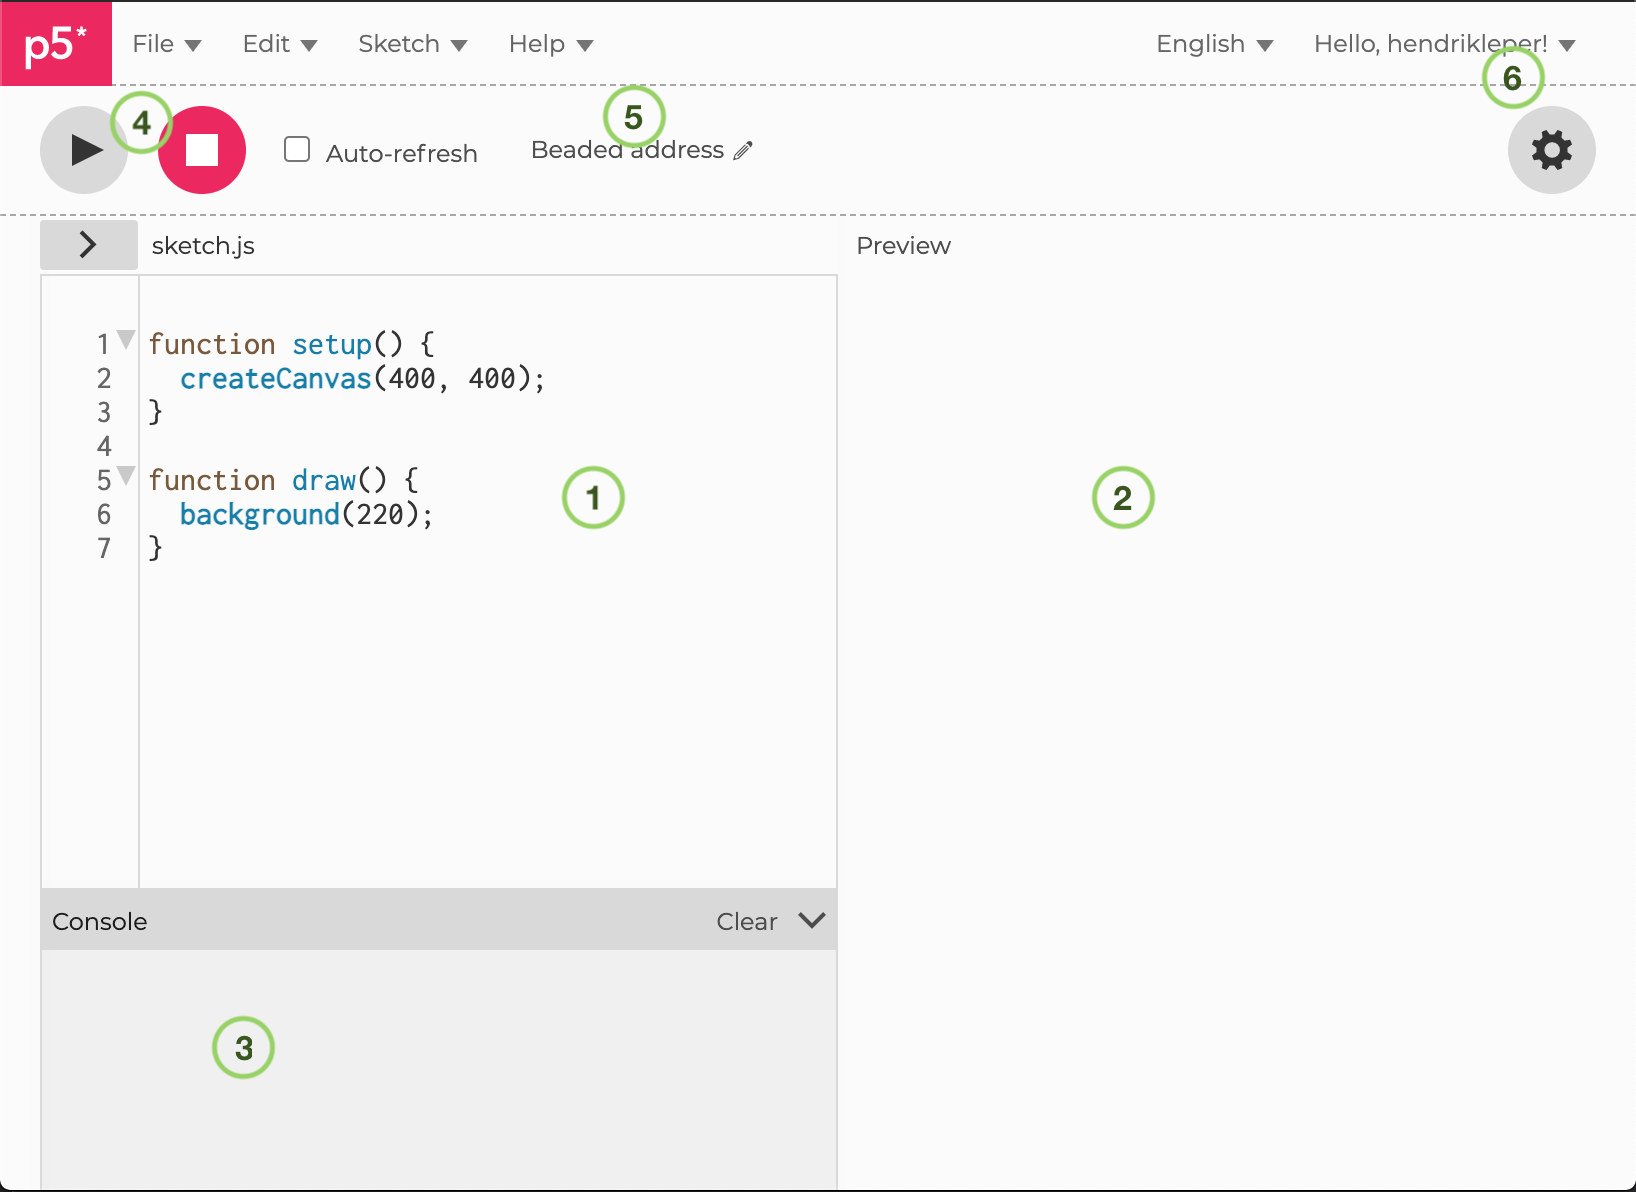 p5*
File Edit Sketch Help English Hello, hendrikleper!
6
4 5
Auto-refresh Beaded address
sketch.js Preview
1 function setup() {
2   createCanvas(400, 400);
3 }
4
5 function draw() {
1 2
6   background(220);
7 }
Console Clear
3